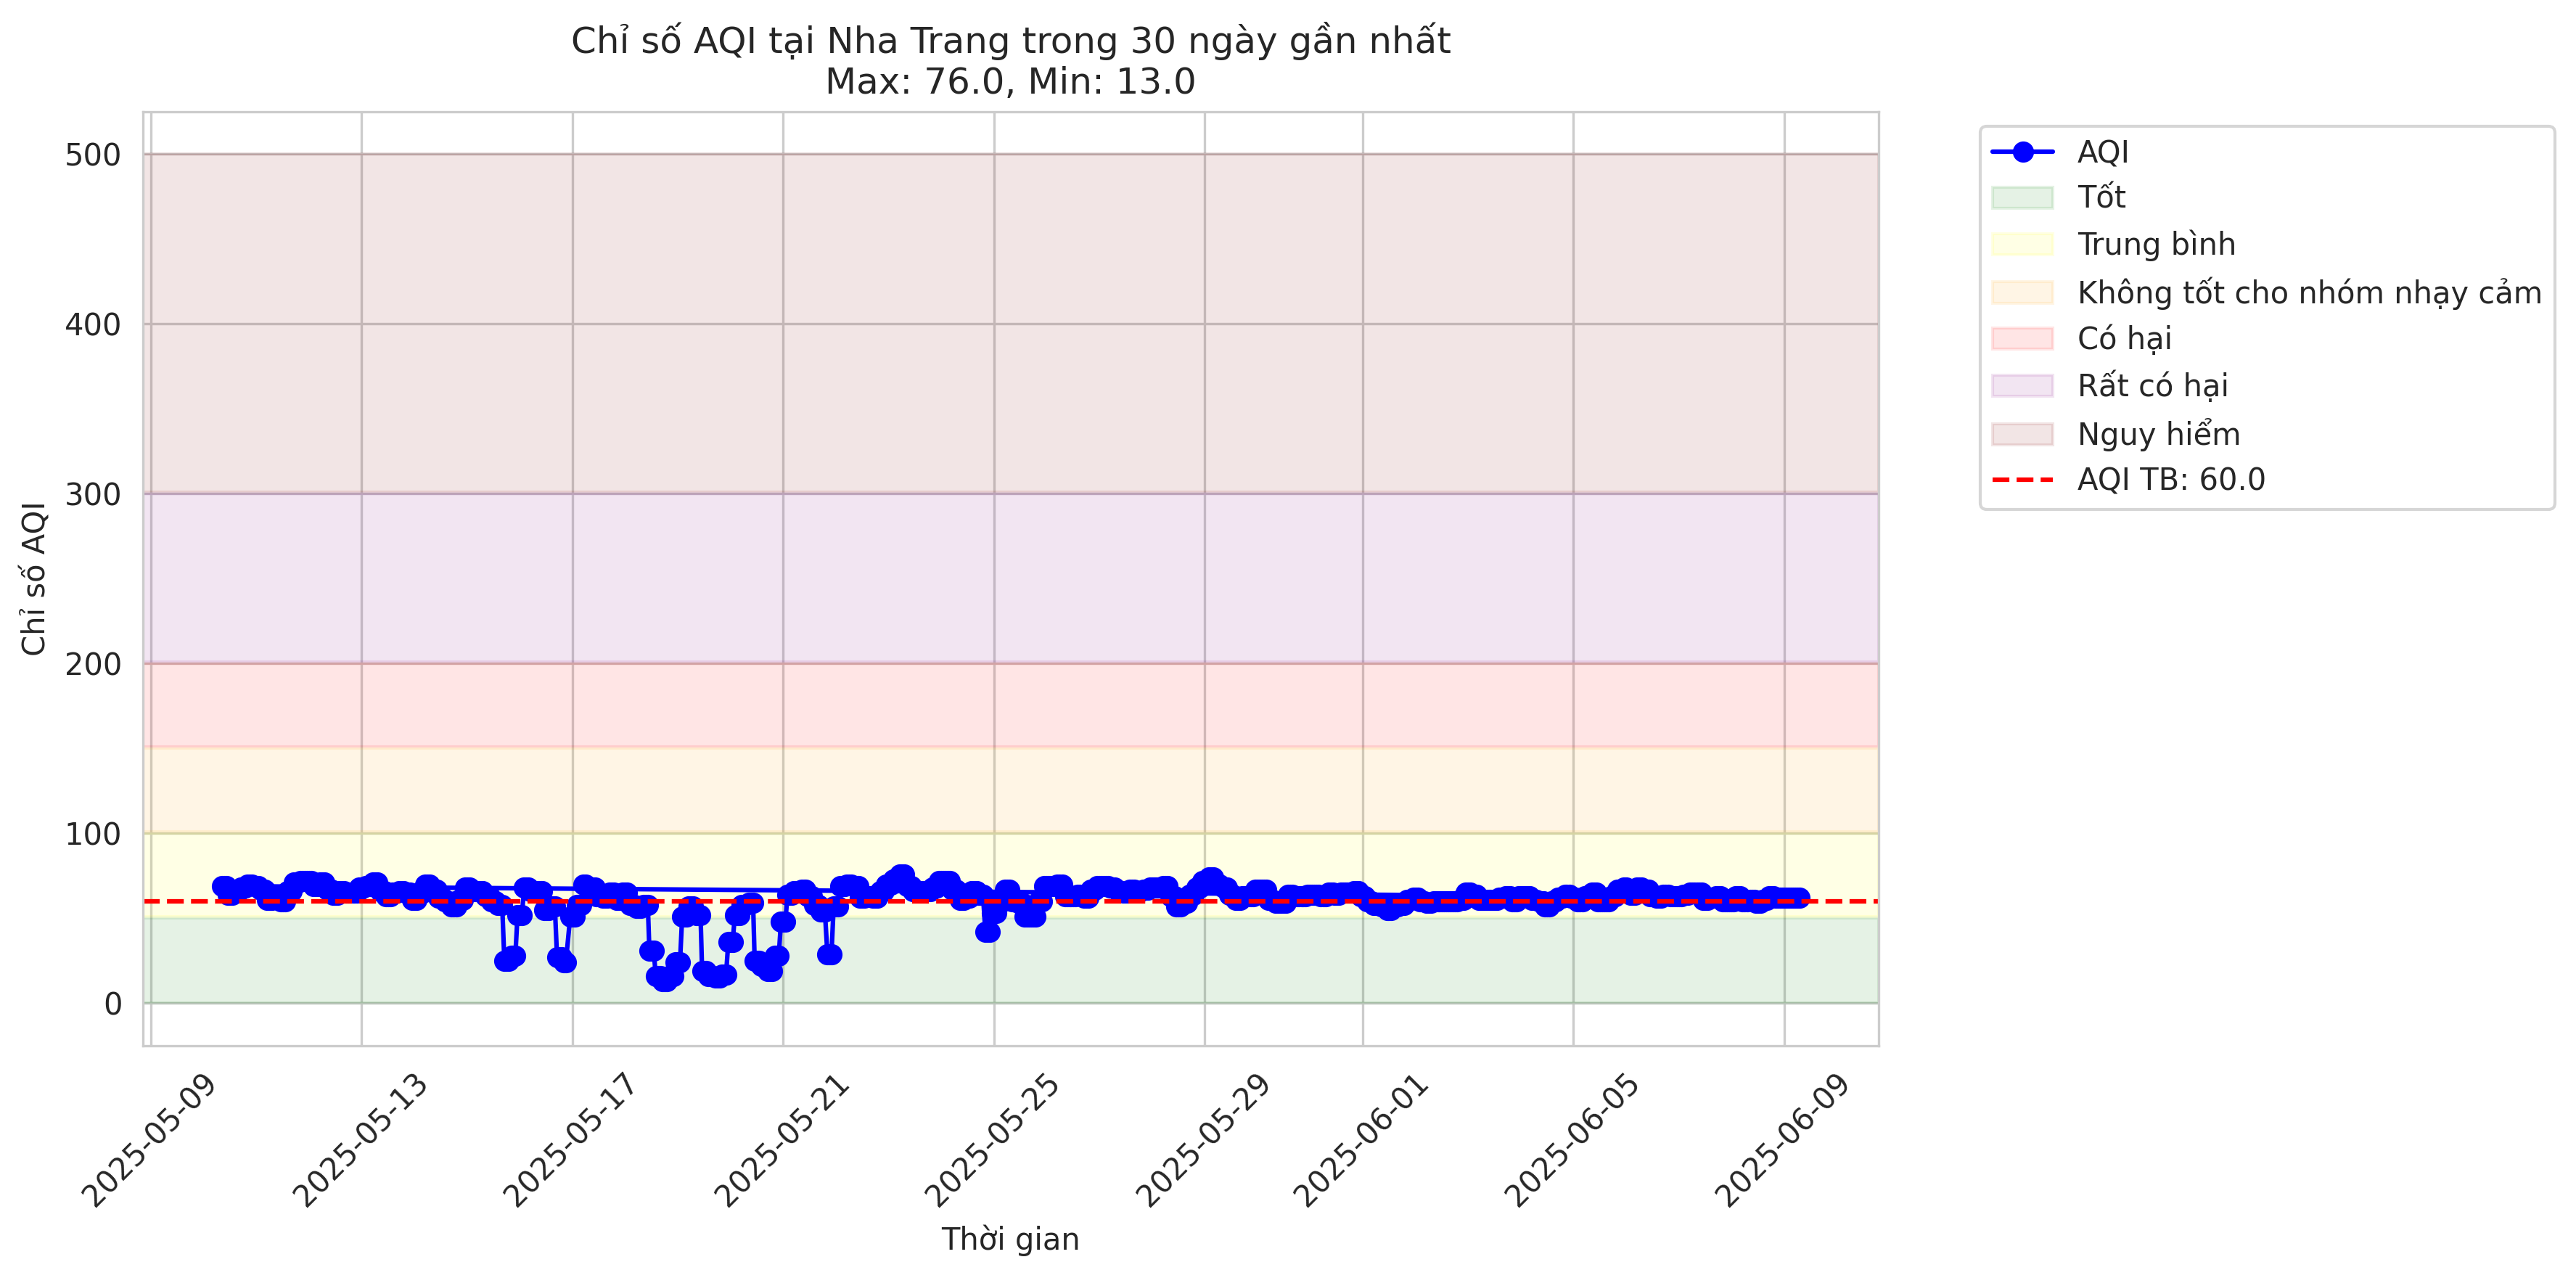 Chỉ số AQI tại Nha Trang trong 30 ngày gần nhất
Max: 76.0, Min: 13.0
Chỉ số AQI
500
400
300
200
100
0
2025-05-09
2025-05-13
2025-05-17
2025-05-21
2025-05-25
2025-05-29
2025-06-01
2025-06-05
2025-06-09
Thời gian
AQI
Tốt
Trung bình
Không tốt cho nhóm nhạy cảm
Có hại
Rất có hại
Nguy hiểm
AQI TB: 60.0